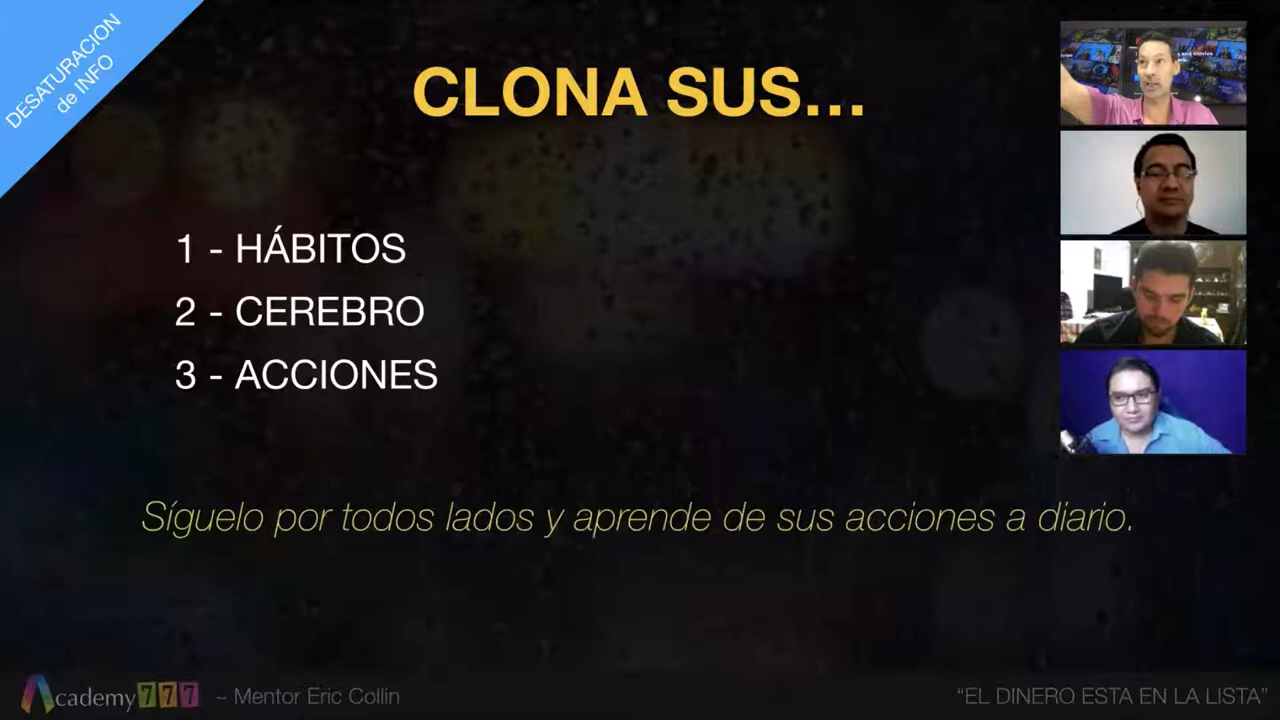 DESATURACION
de INFO
CLONA SUS...
1 - HÁBITOS
2 - CEREBRO
3 - ACCIONES
Síguelo por todos lados y aprende de sus acciones a diario.
Academy777 ~ Mentor Eric Collin
“EL DINERO ESTA EN LA LISTA”